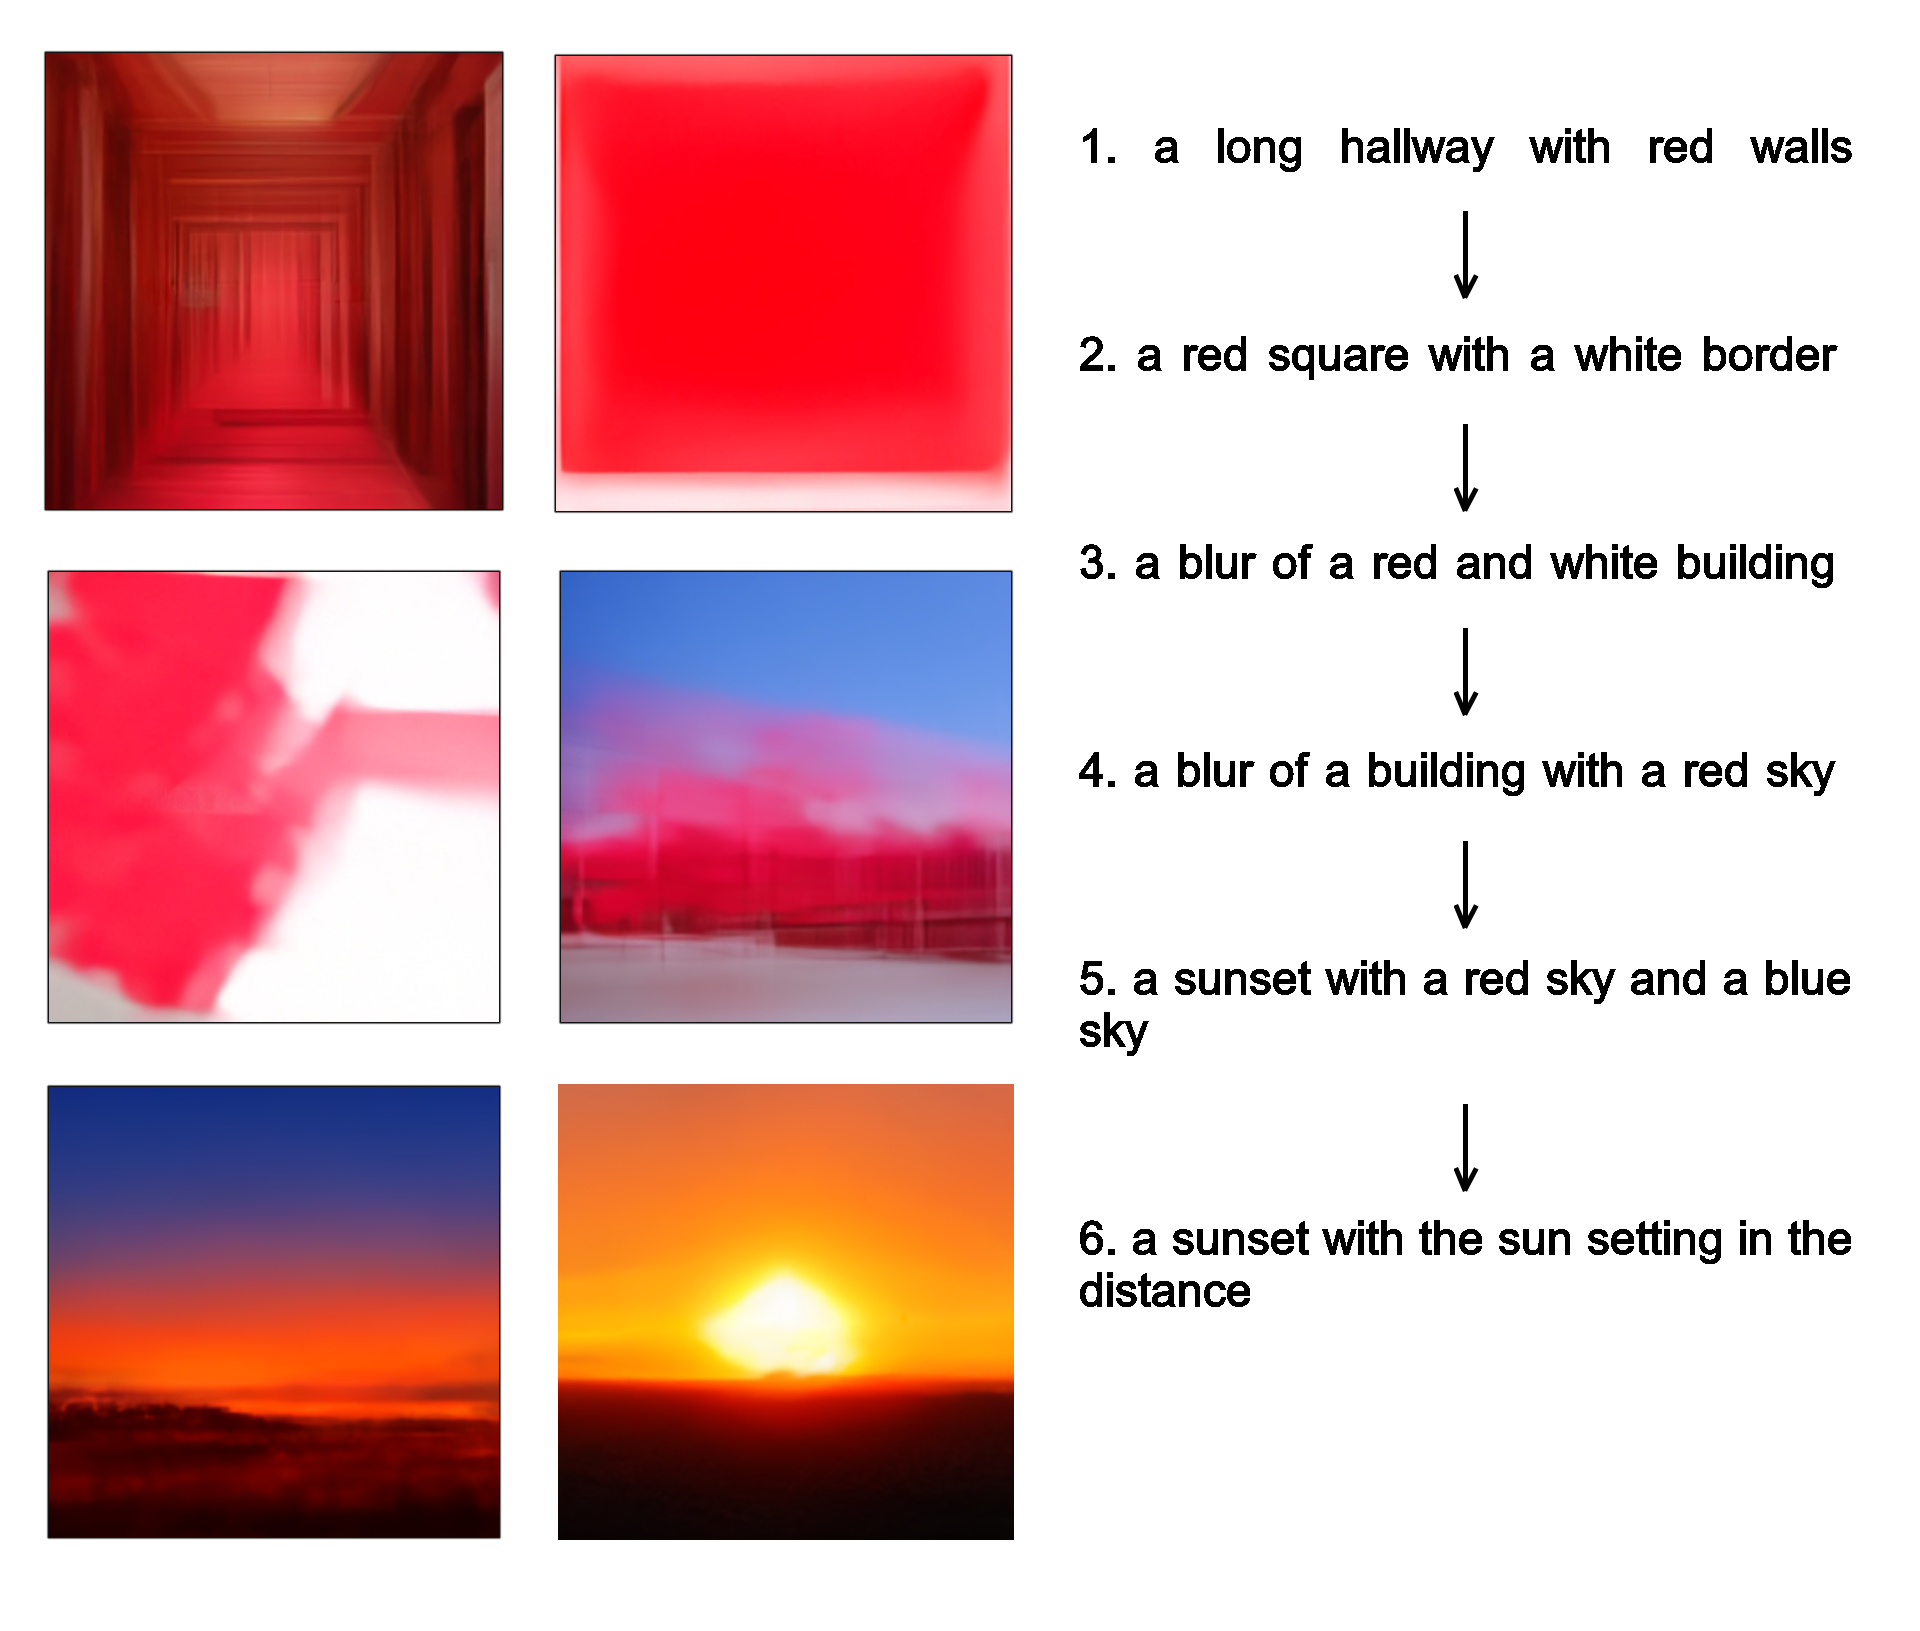 1. a long hallway with red walls
2. a red square with a white border
3. a blur of a red and white building
4. a blur of a building with a red sky
5. a sunset with a red sky and a blue
sky
6. a sunset with the sun setting in the
distance